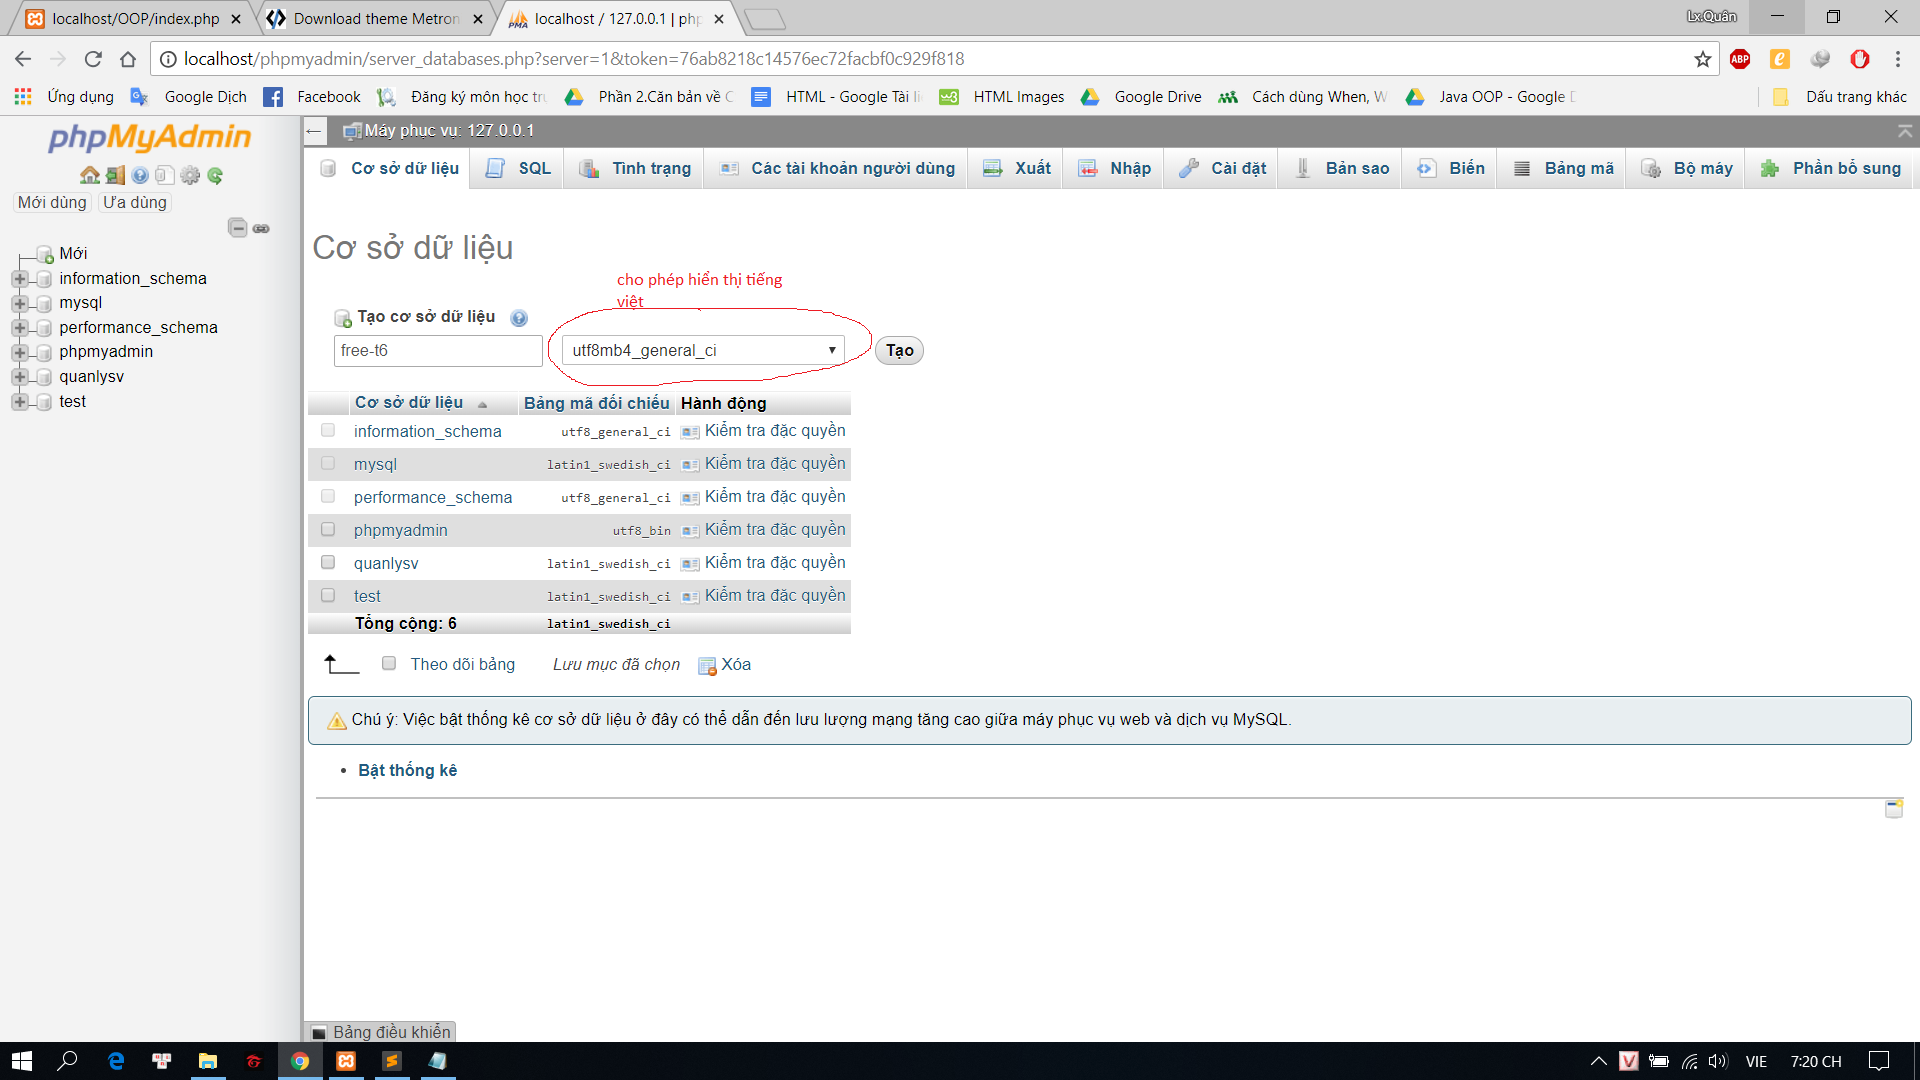 localhost/OOP/index.php
Download theme Metron
localhost / 127.0.0.1 | php
Lx.Quân
localhost/phpmyadmin/server_databases.php?server=1&token=76ab8218c14576ec72facbf0c929f818
ABP
Ứng dụng
Google Dịch
Facebook
Đăng ký môn học trự
Phần 2.Căn bản về C
HTML - Google Tài li
HTML Images
Google Drive
Cách dùng When, W
Java OOP - Google D
Dấu trang khác
phpMyAdmin
Mới dùng
Ưa dùng
Mới
information_schema
mysql
performance_schema
phpmyadmin
quanlysv
test
Máy phục vụ: 127.0.0.1
Cơ sở dữ liệu
SQL
Tình trạng
Các tài khoản người dùng
Xuất
Nhập
Cài đặt
Bản sao
Biến
Bảng mã
Bộ máy
Phần bổ sung
Cơ sở dữ liệu
cho phép hiển thị tiếng
việt
Tạo cơ sở dữ liệu
free-t6
utf8mb4_general_ci
Tạo
Cơ sở dữ liệu Bảng mã đối chiếu Hành động
information_schema utf8_general_ci Kiểm tra đặc quyền
mysql latin1_swedish_ci Kiểm tra đặc quyền
performance_schema utf8_general_ci Kiểm tra đặc quyền
phpmyadmin utf8_bin Kiểm tra đặc quyền
quanlysv latin1_swedish_ci Kiểm tra đặc quyền
test latin1_swedish_ci Kiểm tra đặc quyền
Tổng cộng: 6 latin1_swedish_ci
Theo dõi bảng
Lưu mục đã chọn
Xóa
Chú ý: Việc bật thống kê cơ sở dữ liệu ở đây có thể dẫn đến lưu lượng mạng tăng cao giữa máy phục vụ web và dịch vụ MySQL.
Bật thống kê
Bảng điều khiển
VIE
7:20 CH